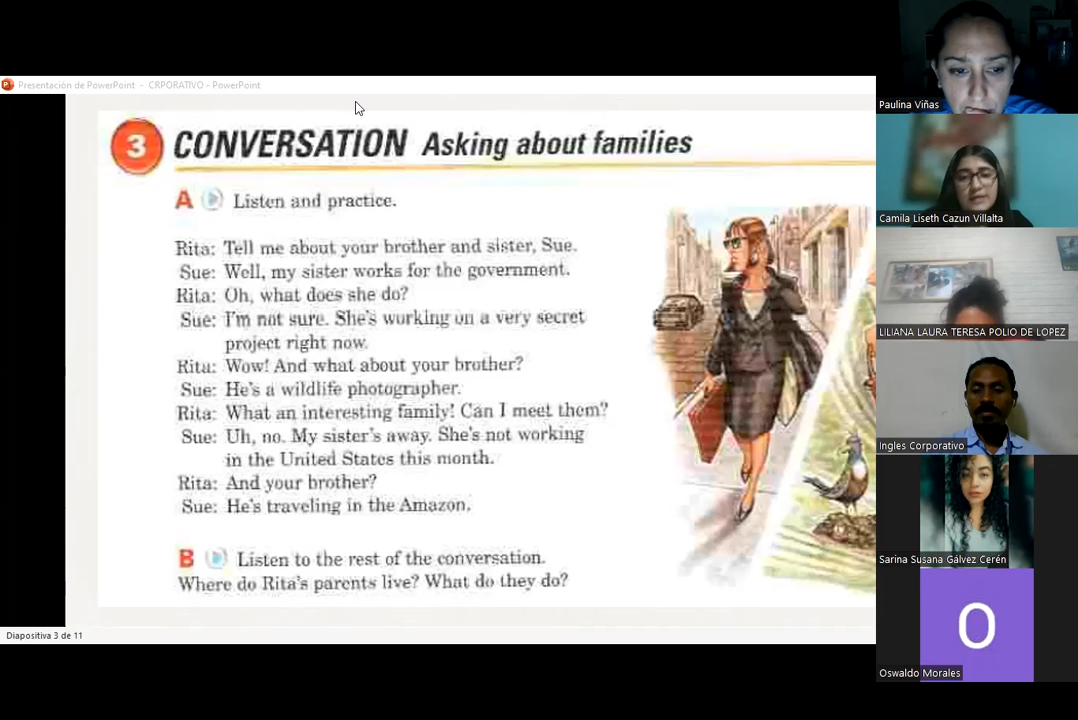 Presentación de PowerPoint - CRPORATIVO - PowerPoint
3 CONVERSATION Asking about families
A Listen and practice.
Rita: Tell me about your brother and sister, Sue.
Sue: Well, my sister works for the government.
Rita: Oh, what does she do?
Sue: I'm not sure. She's working on a very secret
project right now.
Rita: Wow! And what about your brother?
Sue: He's a wildlife photographer.
Rita: What an interesting family! Can I meet them?
Sue: Uh, no. My sister's away. She's not working
in the United States this month.
Rita: And your brother?
Sue: He's traveling in the Amazon.
B Listen to the rest of the conversation.
Where do Rita's parents live? What do they do?
Diapositiva 3 de 11
Paulina Viñas
Camila Liseth Cazun Villalta
LILIANA LAURA TERESA POLIO DE LOPEZ
Ingles Corporativo
Sarina Susana Gálvez Cerén
O
Oswaldo Morales